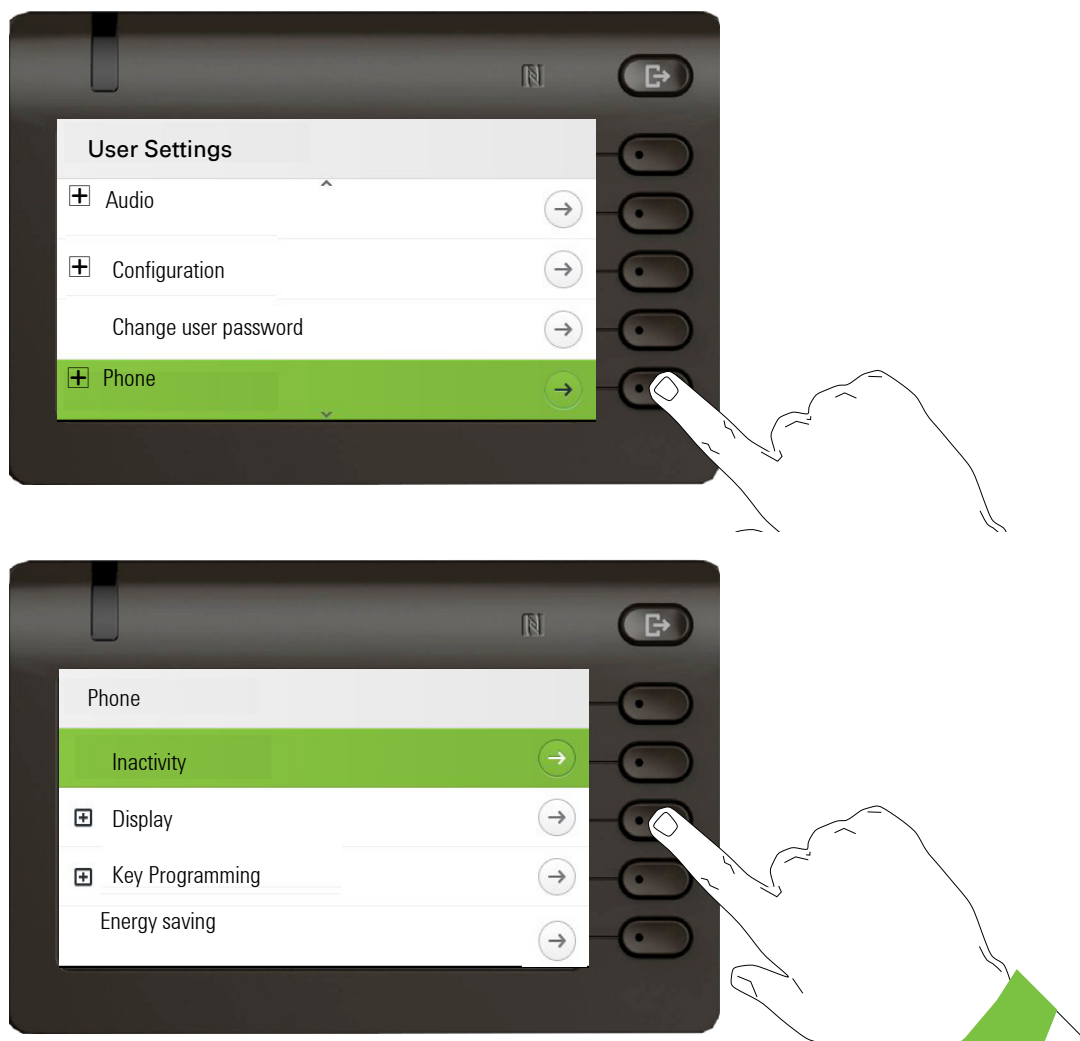 User Settings
Audio
Configuration
Change user password
Phone
Phone
Inactivity
Display
Key Programming
Energy saving